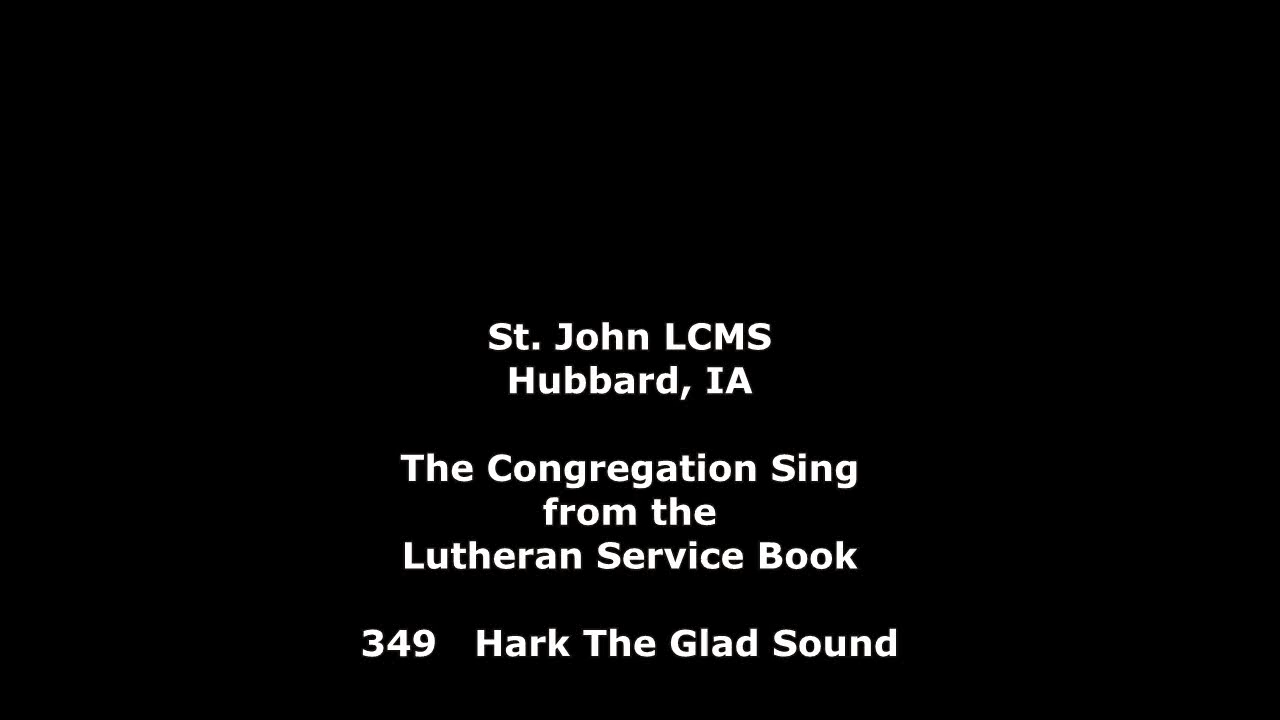 St. John LCMS
Hubbard, IA
The Congregation Sing
from the
Lutheran Service Book
349 Hark The Glad Sound